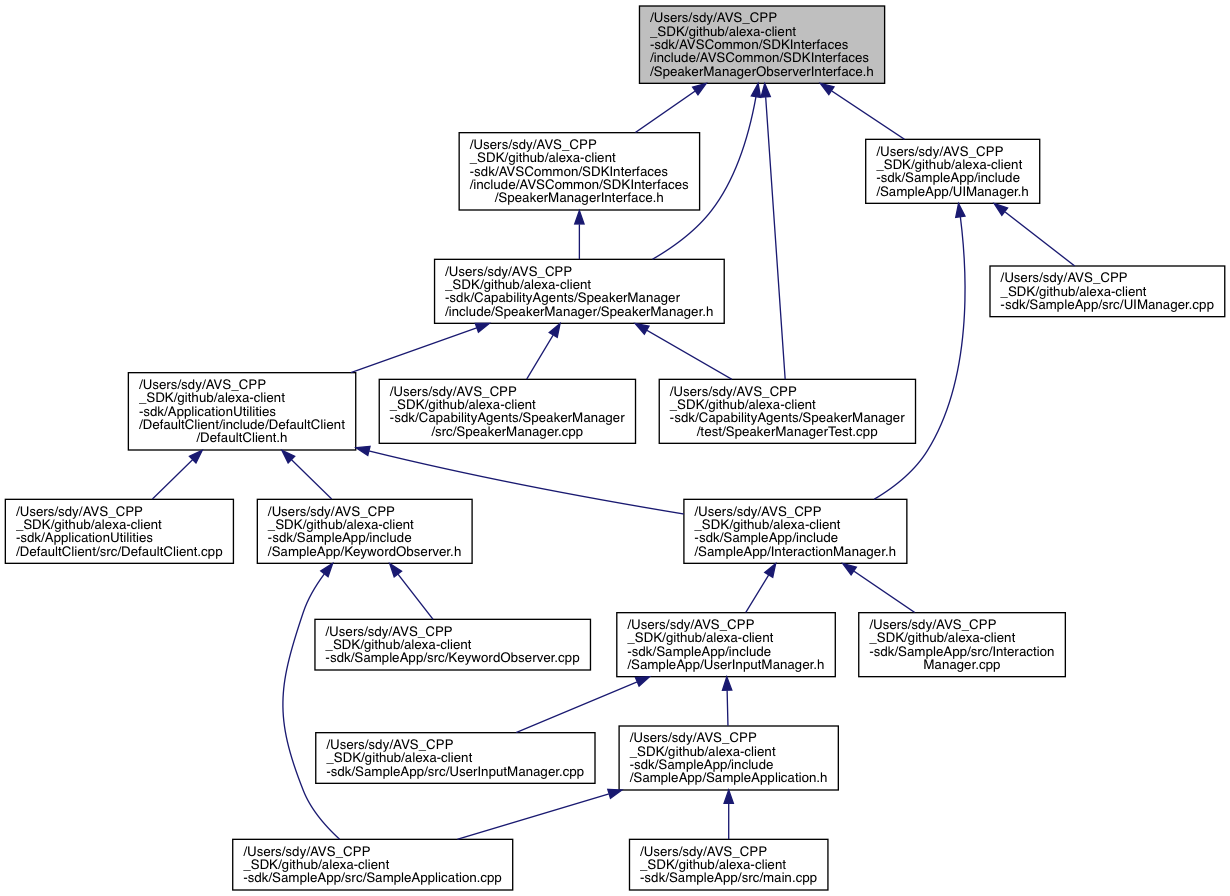 /Users/sdy/AVS_CPP
_SDK/github/alexa-client
-sdk/AVSCommon/SDKInterfaces
/include/AVSCommon/SDKInterfaces
/SpeakerManagerObserverInterface.h
/Users/sdy/AVS_CPP
_SDK/github/alexa-client
-sdk/AVSCommon/SDKInterfaces
/include/AVSCommon/SDKInterfaces
/SpeakerManagerInterface.h
/Users/sdy/AVS_CPP
_SDK/github/alexa-client
-sdk/SampleApp/include
/SampleApp/UIManager.h
/Users/sdy/AVS_CPP
_SDK/github/alexa-client
-sdk/CapabilityAgents/SpeakerManager
/include/SpeakerManager/SpeakerManager.h
/Users/sdy/AVS_CPP
_SDK/github/alexa-client
-sdk/SampleApp/src/UIManager.cpp
/Users/sdy/AVS_CPP
_SDK/github/alexa-client
-sdk/ApplicationUtilities
/DefaultClient/include/DefaultClient
/DefaultClient.h
/Users/sdy/AVS_CPP
_SDK/github/alexa-client
-sdk/CapabilityAgents/SpeakerManager
/src/SpeakerManager.cpp
/Users/sdy/AVS_CPP
_SDK/github/alexa-client
-sdk/CapabilityAgents/SpeakerManager
/test/SpeakerManagerTest.cpp
/Users/sdy/AVS_CPP
_SDK/github/alexa-client
-sdk/ApplicationUtilities
/DefaultClient/src/DefaultClient.cpp
/Users/sdy/AVS_CPP
_SDK/github/alexa-client
-sdk/SampleApp/include
/SampleApp/KeywordObserver.h
/Users/sdy/AVS_CPP
_SDK/github/alexa-client
-sdk/SampleApp/include
/SampleApp/InteractionManager.h
/Users/sdy/AVS_CPP
_SDK/github/alexa-client
-sdk/SampleApp/src/KeywordObserver.cpp
/Users/sdy/AVS_CPP
_SDK/github/alexa-client
-sdk/SampleApp/include
/SampleApp/UserInputManager.h
/Users/sdy/AVS_CPP
_SDK/github/alexa-client
-sdk/SampleApp/src/Interaction
Manager.cpp
/Users/sdy/AVS_CPP
_SDK/github/alexa-client
-sdk/SampleApp/src/UserInputManager.cpp
/Users/sdy/AVS_CPP
_SDK/github/alexa-client
-sdk/SampleApp/include
/SampleApp/SampleApplication.h
/Users/sdy/AVS_CPP
_SDK/github/alexa-client
-sdk/SampleApp/src/SampleApplication.cpp
/Users/sdy/AVS_CPP
_SDK/github/alexa-client
-sdk/SampleApp/src/main.cpp